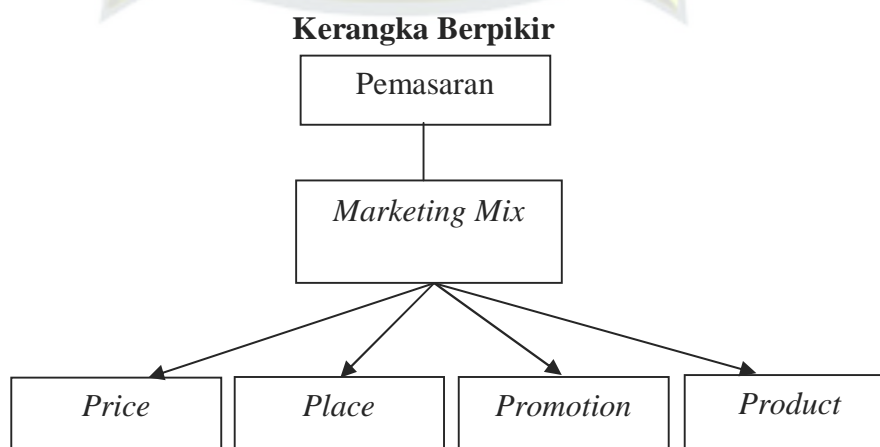 Kerangka Berpikir
Pemasaran
Marketing Mix
Price
Place
Promotion
Product